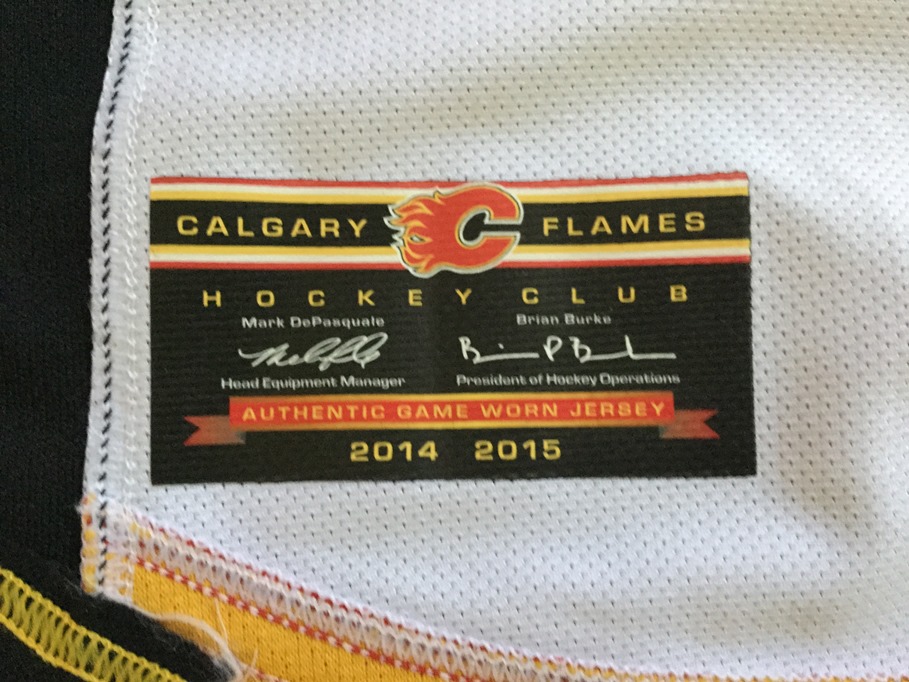 CALGARY C FLAMES
HOCKEY CLUB
Mark DePasquale Brian Burke
Head Equipment Manager President of Hockey Operations
AUTHENTIC GAME WORN JERSEY
2014 2015